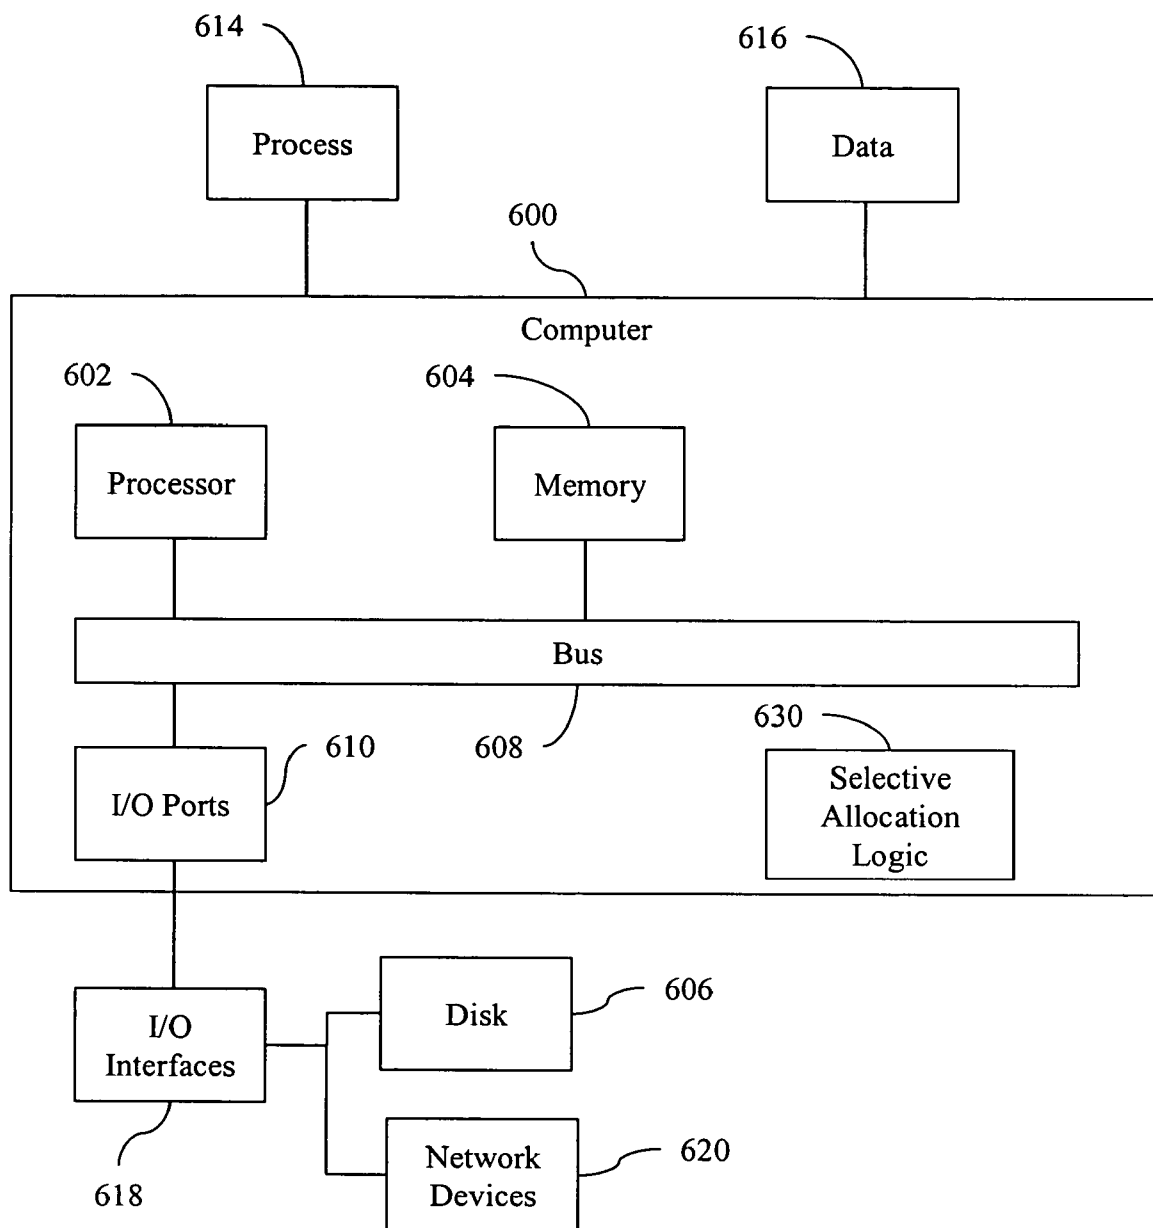 614
616
Process
Data
600
Computer
602
604
Processor
Memory
Bus
610
608
630
I/O Ports
Selective
Allocation
Logic
606
I/O
Interfaces
Disk
618
620
Network
Devices